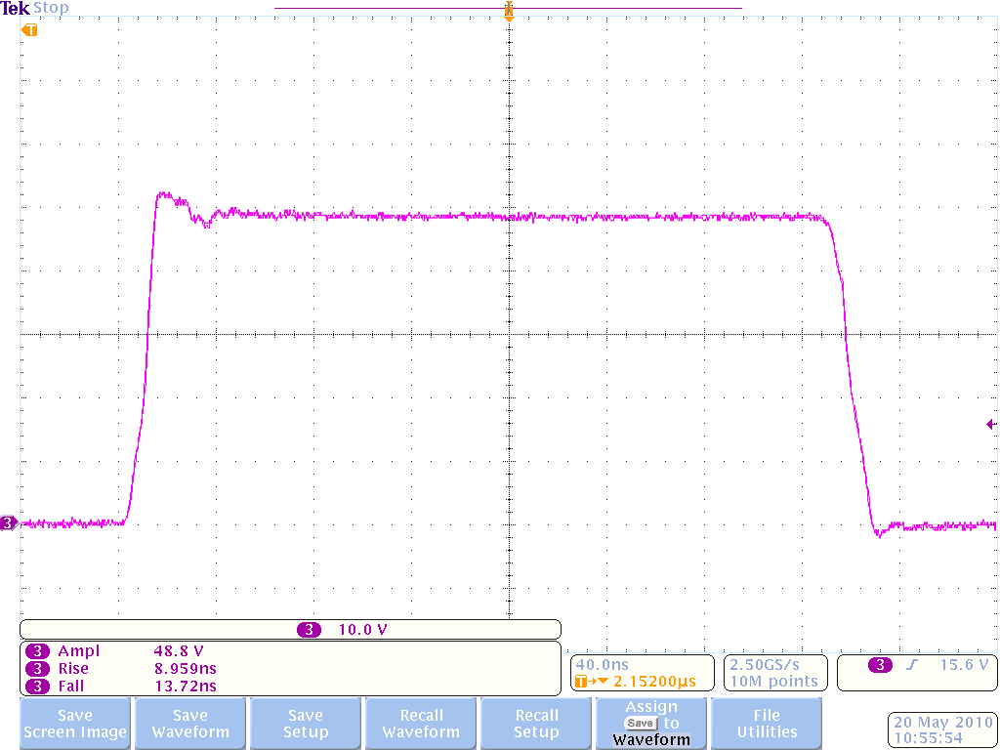 Tek Stop
T
T
3
3 10.0 V
3 Ampl 48.8 V
3 Rise 8.959ns
3 Fall 13.72ns
40.0ns
T→▼ 2.15200µs
2.50GS/s
10M points
3 15.6 V
Save
Screen Image
Save
Waveform
Save
Setup
Recall
Waveform
Recall
Setup
Assign
Save to
Waveform
File
Utilities
20 May 2010
10:55:54